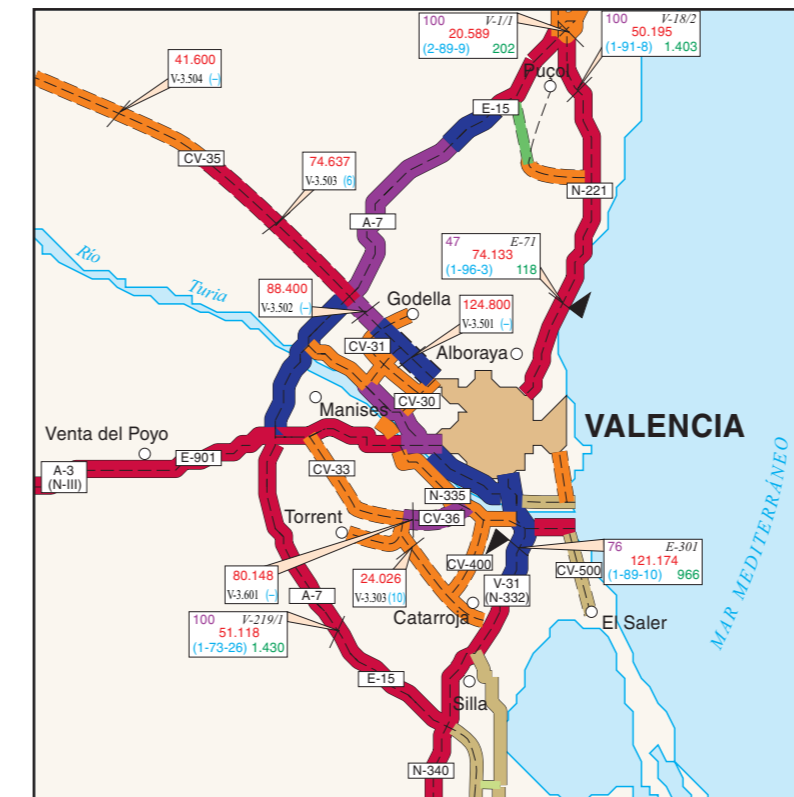 100 V-1/1
20.589
(2-89-9) 202
100 V-18/2
50.195
(1-91-8) 1.403
41.600
V-3.504 (–)
Puçol
E-15
CV-35
74.637
V-3.503 (6)
N-221
A-7
47 E-71
74.133
(1-96-3) 118
Río
Turia
88.400
V-3.502 (–)
Godella
124.800
V-3.501 (–)
CV-31
Alboraya
Manises
CV-30
VALENCIA
Venta del Poyo
E-901
A-3
(N-III)
CV-33
N-335
Torrent
CV-36
MAR MEDITERRÁNEO
76 E-301
121.174
(1-89-10) 966
CV-400
CV-500
80.148
V-3.601 (–)
24.026
V-3.303 (10)
A-7
V-31
(N-332)
100 V-219/1
51.118
(1-73-26) 1.430
Catarroja
El Saler
E-15
Silla
N-340